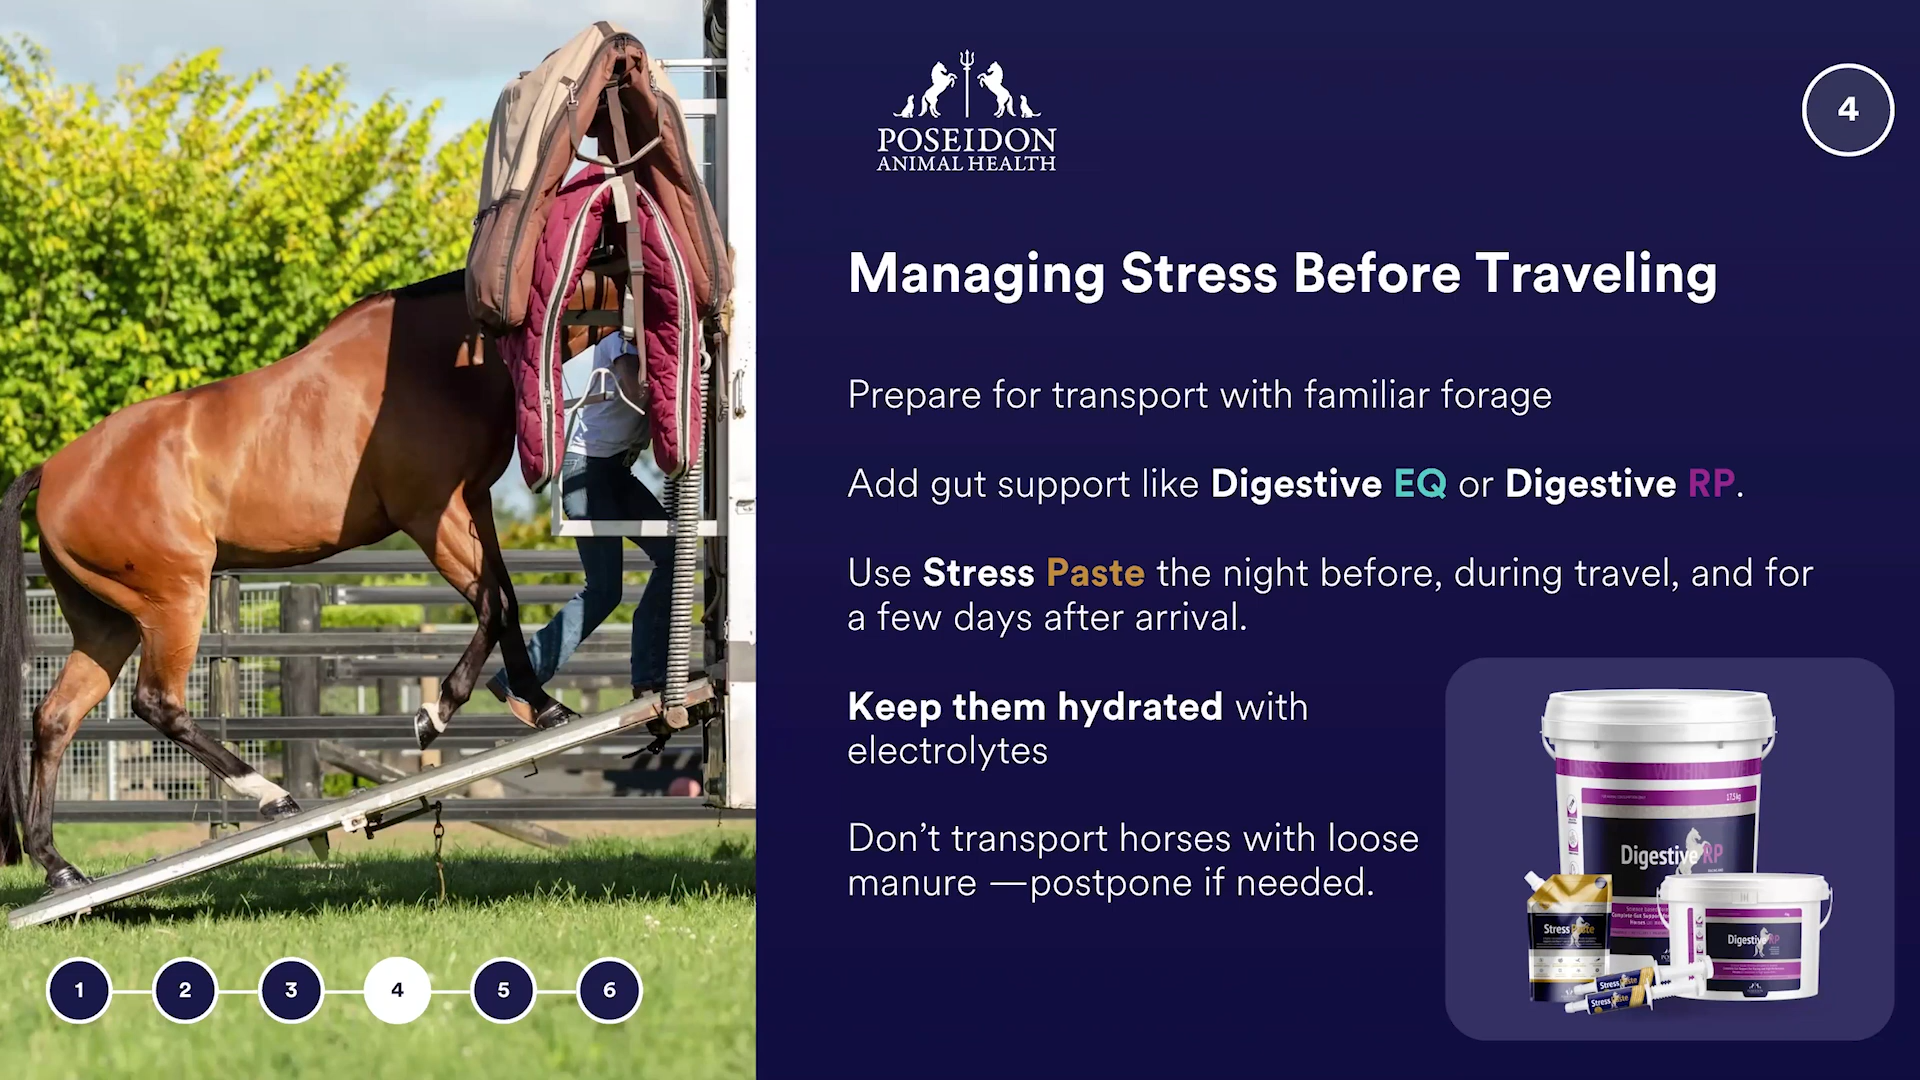 POSEIDON
ANIMAL HEALTH
4
Managing Stress Before Traveling
Prepare for transport with familiar forage
Add gut support like Digestive EQ or Digestive RP.
Use Stress Paste the night before, during travel, and for
a few days after arrival.
Keep them hydrated with
electrolytes
Don’t transport horses with loose
manure —postpone if needed.
WITHIN
17.5kg
Digestive RP
Stress Paste
Digestive RP
Stress Paste
Stress Paste
1 2 3 4 5 6